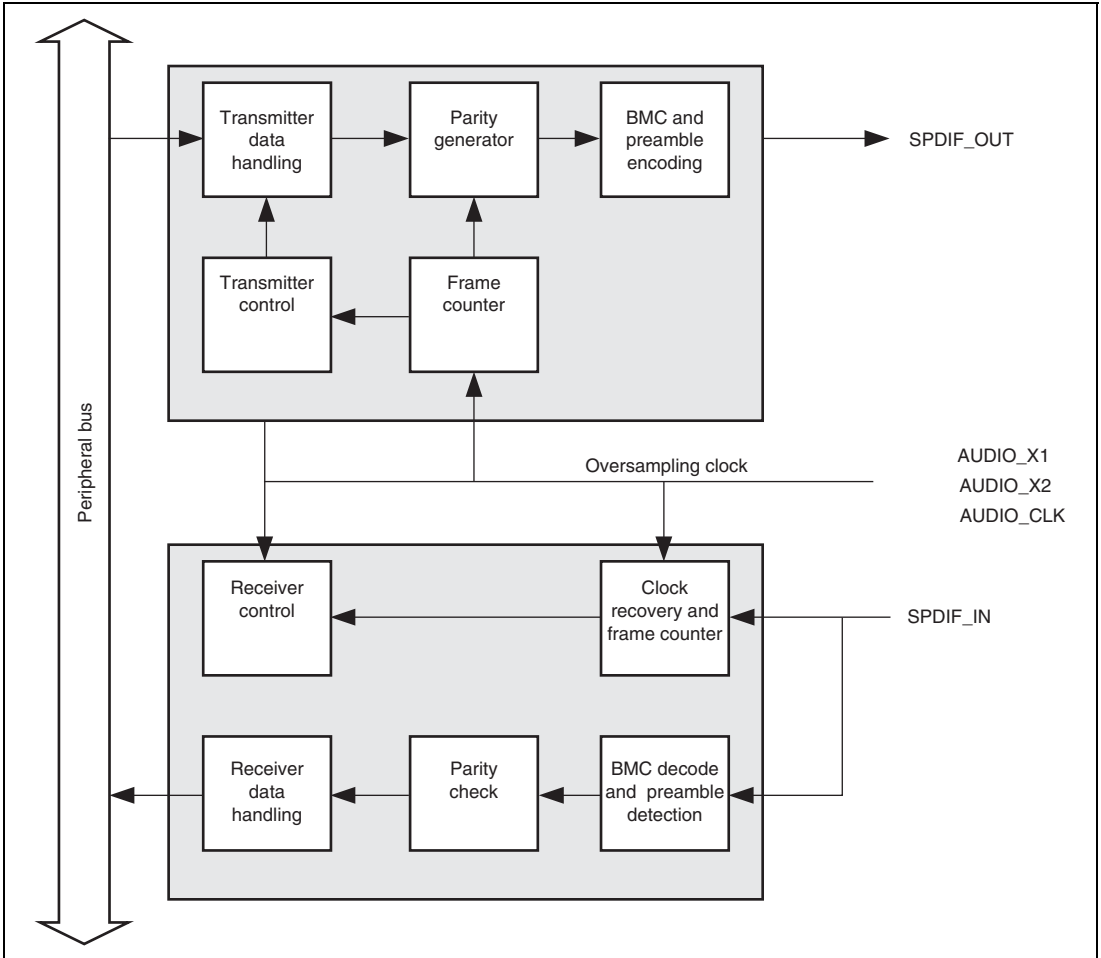 Transmitter
data
handling
Parity
generator
BMC and
preamble
encoding
SPDIF_OUT
Transmitter
control
Frame
counter
Peripheral bus
Oversampling clock
AUDIO_X1
AUDIO_X2
AUDIO_CLK
Receiver
control
Clock
recovery and
frame counter
SPDIF_IN
Receiver
data
handling
Parity
check
BMC decode
and preamble
detection